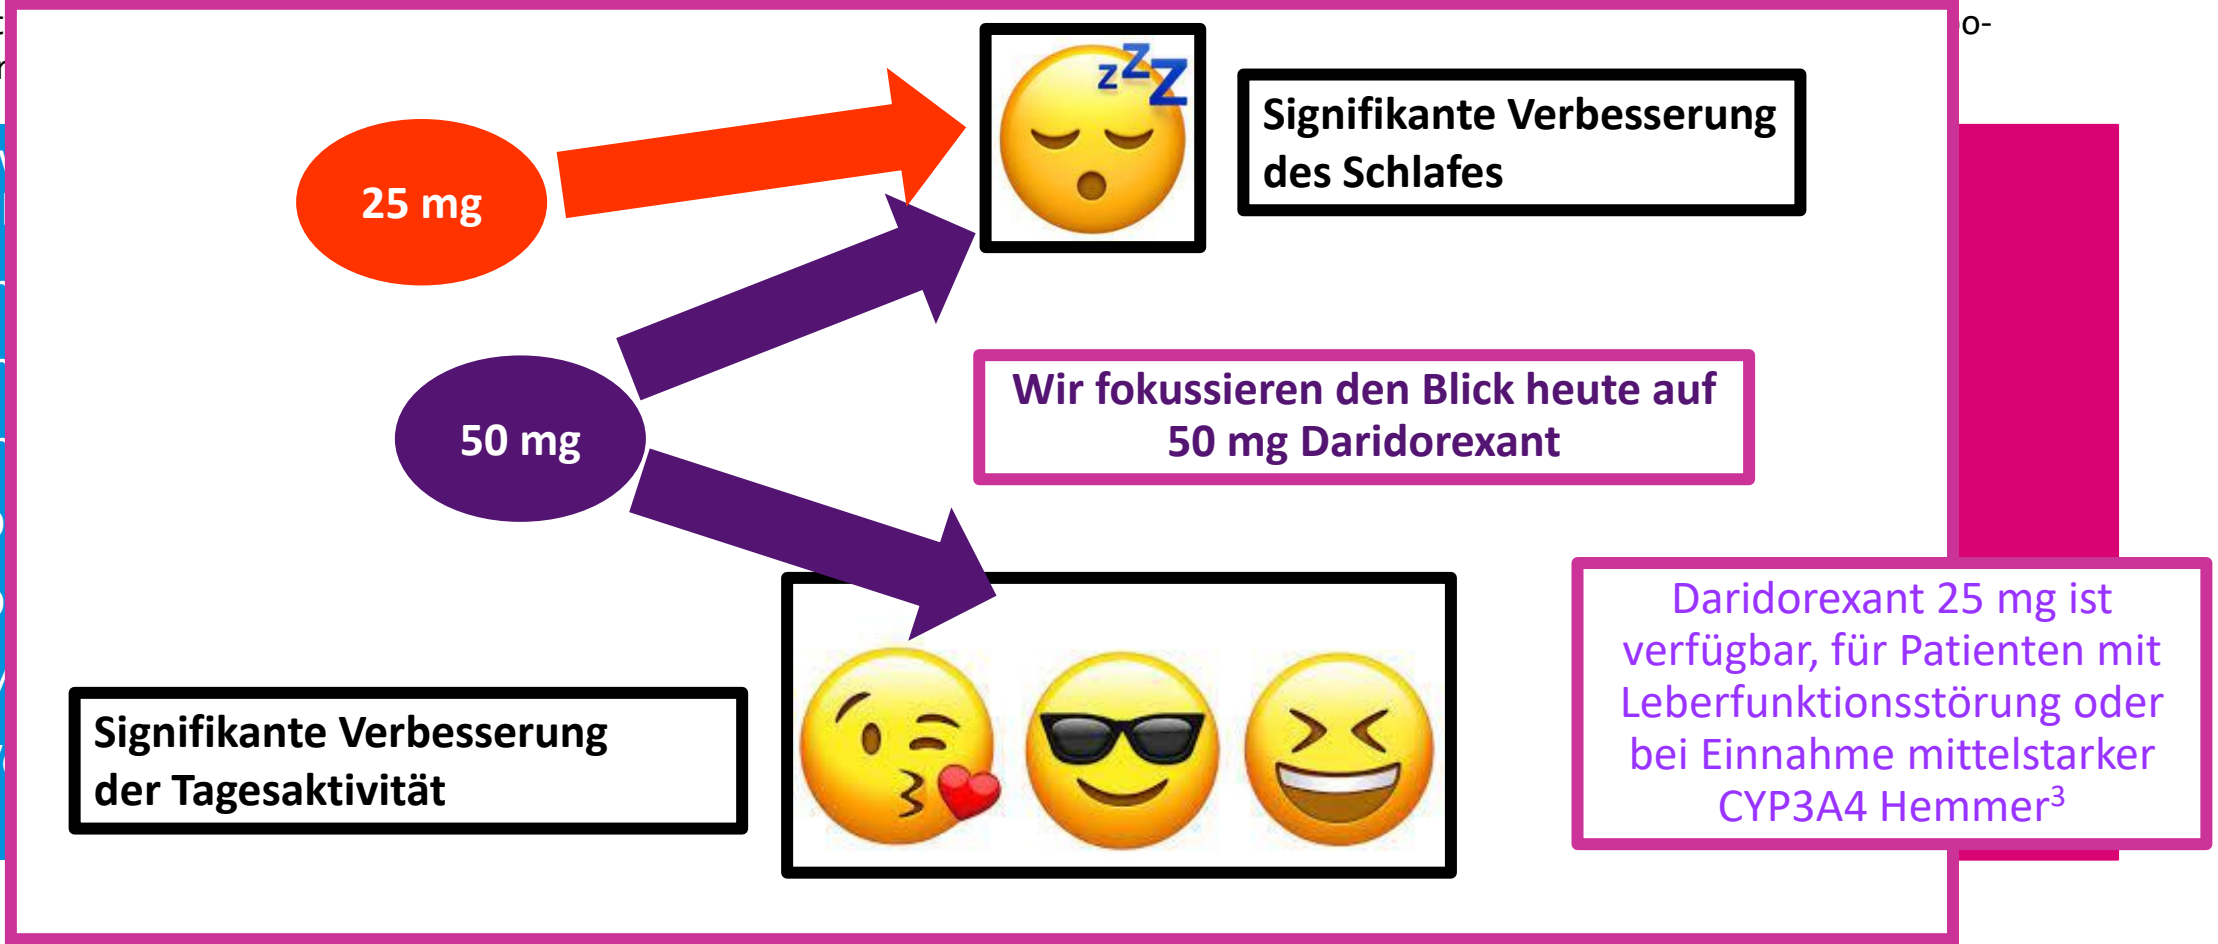 o-
zzz
Signifikante Verbesserung
des Schlafes
25 mg
Wir fokussieren den Blick heute auf
50 mg Daridorexant
50 mg
Daridorexant 25 mg ist
verfügbar, für Patienten mit
Leberfunktionsstörung oder
bei Einnahme mittelstarker
CYP3A4 Hemmer³
Signifikante Verbesserung
der Tagesaktivität